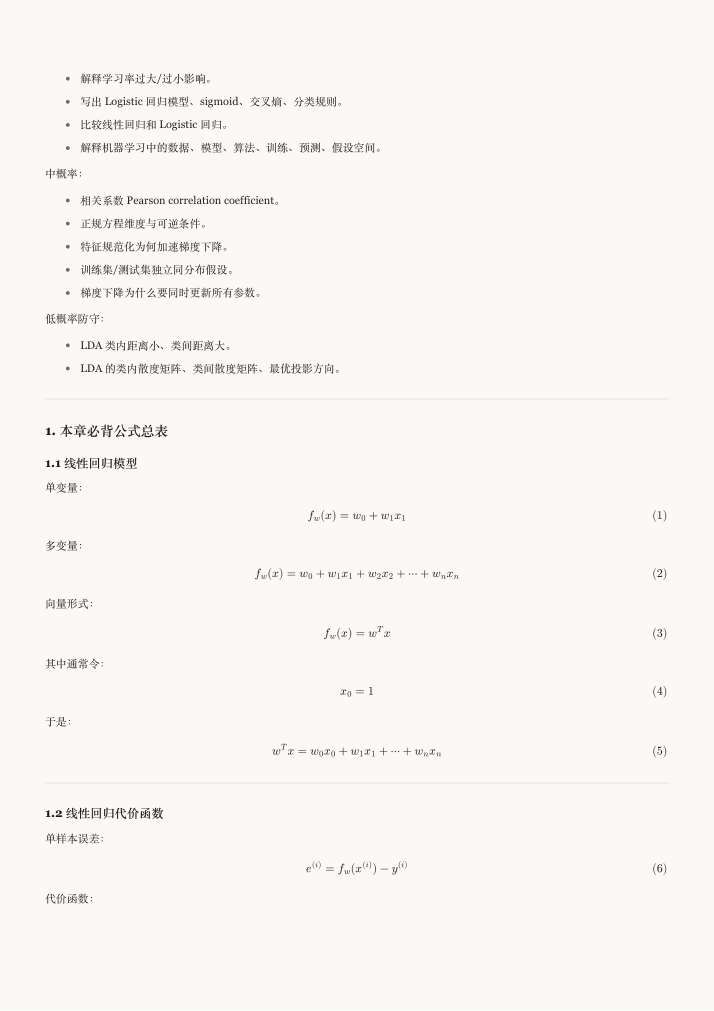 • 解释学习率过大/过小影响。
• 写出 Logistic 回归模型、sigmoid、交叉熵、分类规则。
• 比较线性回归和 Logistic 回归。
• 解释机器学习中的数据、模型、算法、训练、预测、假设空间。
中概率：
• 相关系数 Pearson correlation coefficient。
• 正规方程维度与可逆条件。
• 特征规范化为何加速梯度下降。
• 训练集/测试集独立同分布假设。
• 梯度下降为什么要同时更新所有参数。
低概率防守：
• LDA 类内距离小、类间距离大。
• LDA 的类内散度矩阵、类间散度矩阵、最优投影方向。
1. 本章必背公式总表
1.1 线性回归模型
单变量：
$f_w(x) = w_0 + w_1x_1$ (1)
多变量：
$f_w(x) = w_0 + w_1x_1 + w_2x_2 + \cdots + w_nx_n$ (2)
向量形式：
$f_w(x) = w^Tx$ (3)
其中通常令：
$x_0 = 1$ (4)
于是：
$w^Tx = w_0x_0 + w_1x_1 + \cdots + w_nx_n$ (5)
1.2 线性回归代价函数
单样本误差：
$e^{(i)} = f_w(x^{(i)}) - y^{(i)}$ (6)
代价函数：